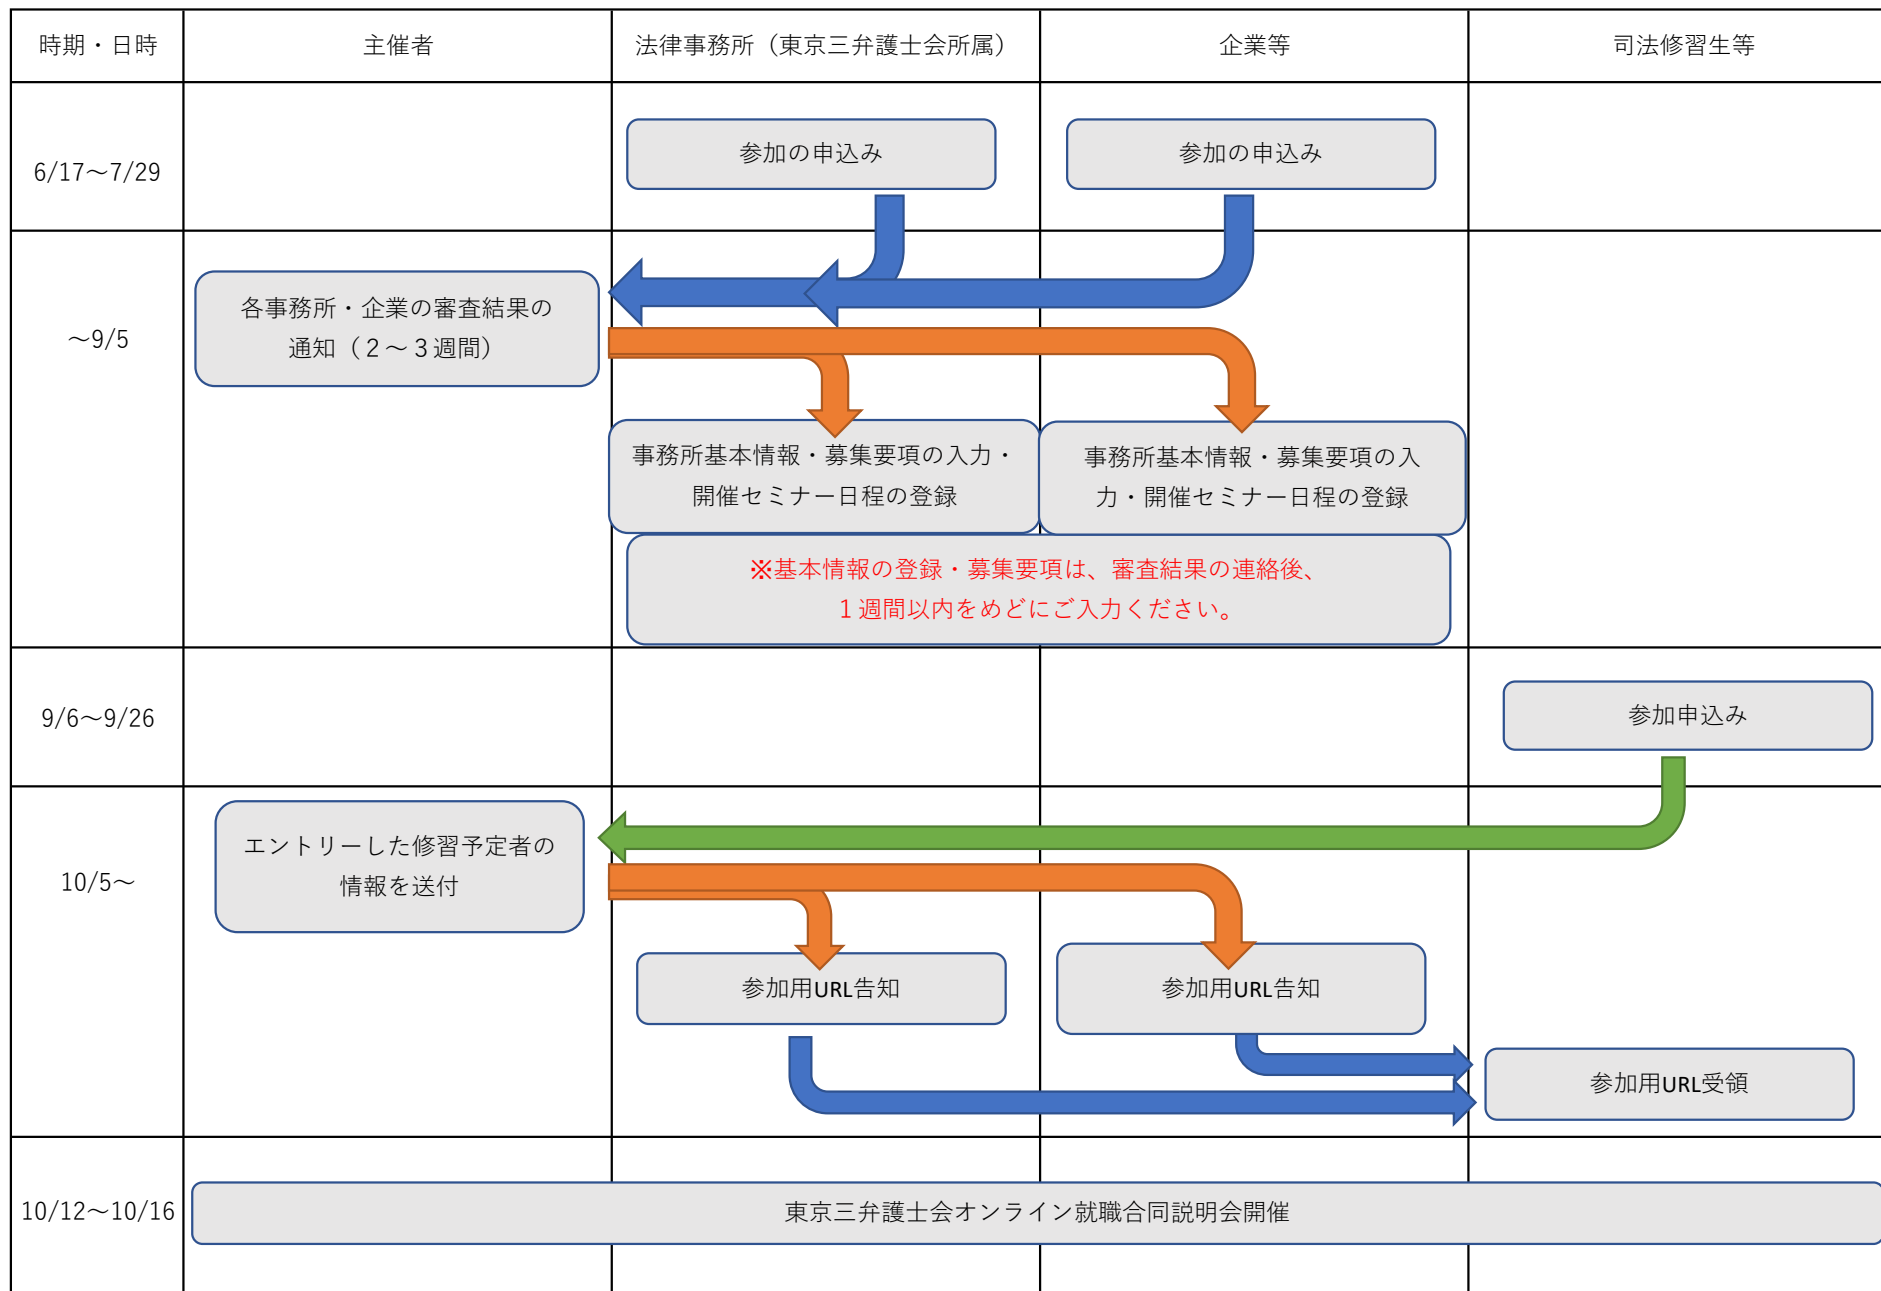 時期・日時
主催者
法律事務所（東京三弁護士会所属）
企業等
司法修習生等
6/17～7/29
参加の申込み
参加の申込み
～9/5
各事務所・企業の審査結果の
通知（２～３週間）
事務所基本情報・募集要項の入力・
開催セミナー日程の登録
事務所基本情報・募集要項の入
力・開催セミナー日程の登録
※基本情報の登録・募集要項は、審査結果の連絡後、
１週間以内をめどにご入力ください。
9/6～9/26
参加申込み
10/5～
エントリーした修習予定者の
情報を送付
参加用URL告知
参加用URL告知
参加用URL受領
10/12～10/16
東京三弁護士会オンライン就職合同説明会開催